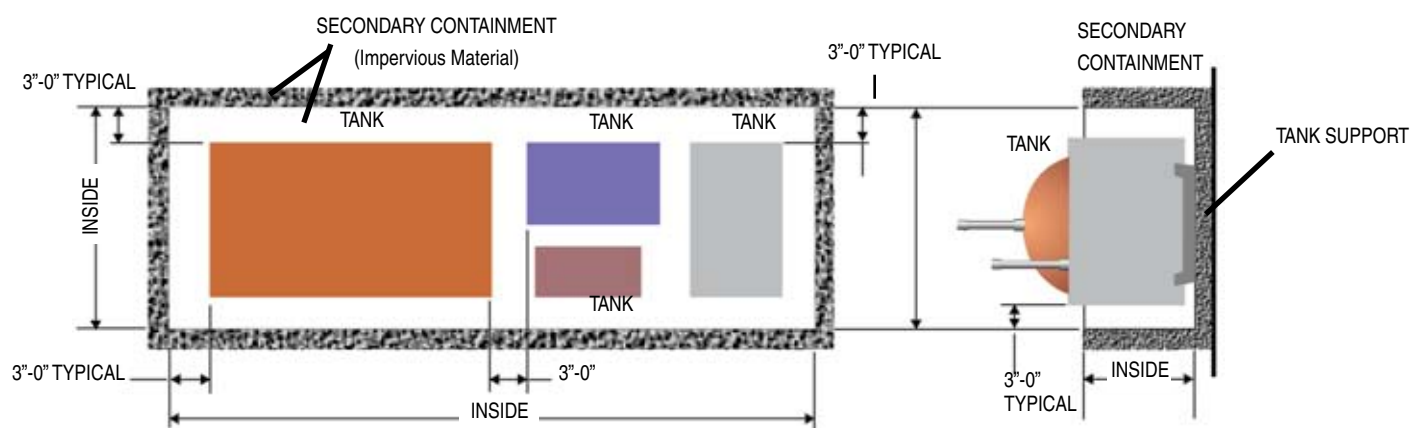 SECONDARY CONTAINMENT
(Impervious Material)
3"-0" TYPICAL
TANK
TANK
TANK
INSIDE
TANK
3"-0" TYPICAL
3"-0"
INSIDE
3"-0" TYPICAL
SECONDARY
CONTAINMENT
TANK
TANK SUPPORT
3"-0"
TYPICAL
INSIDE